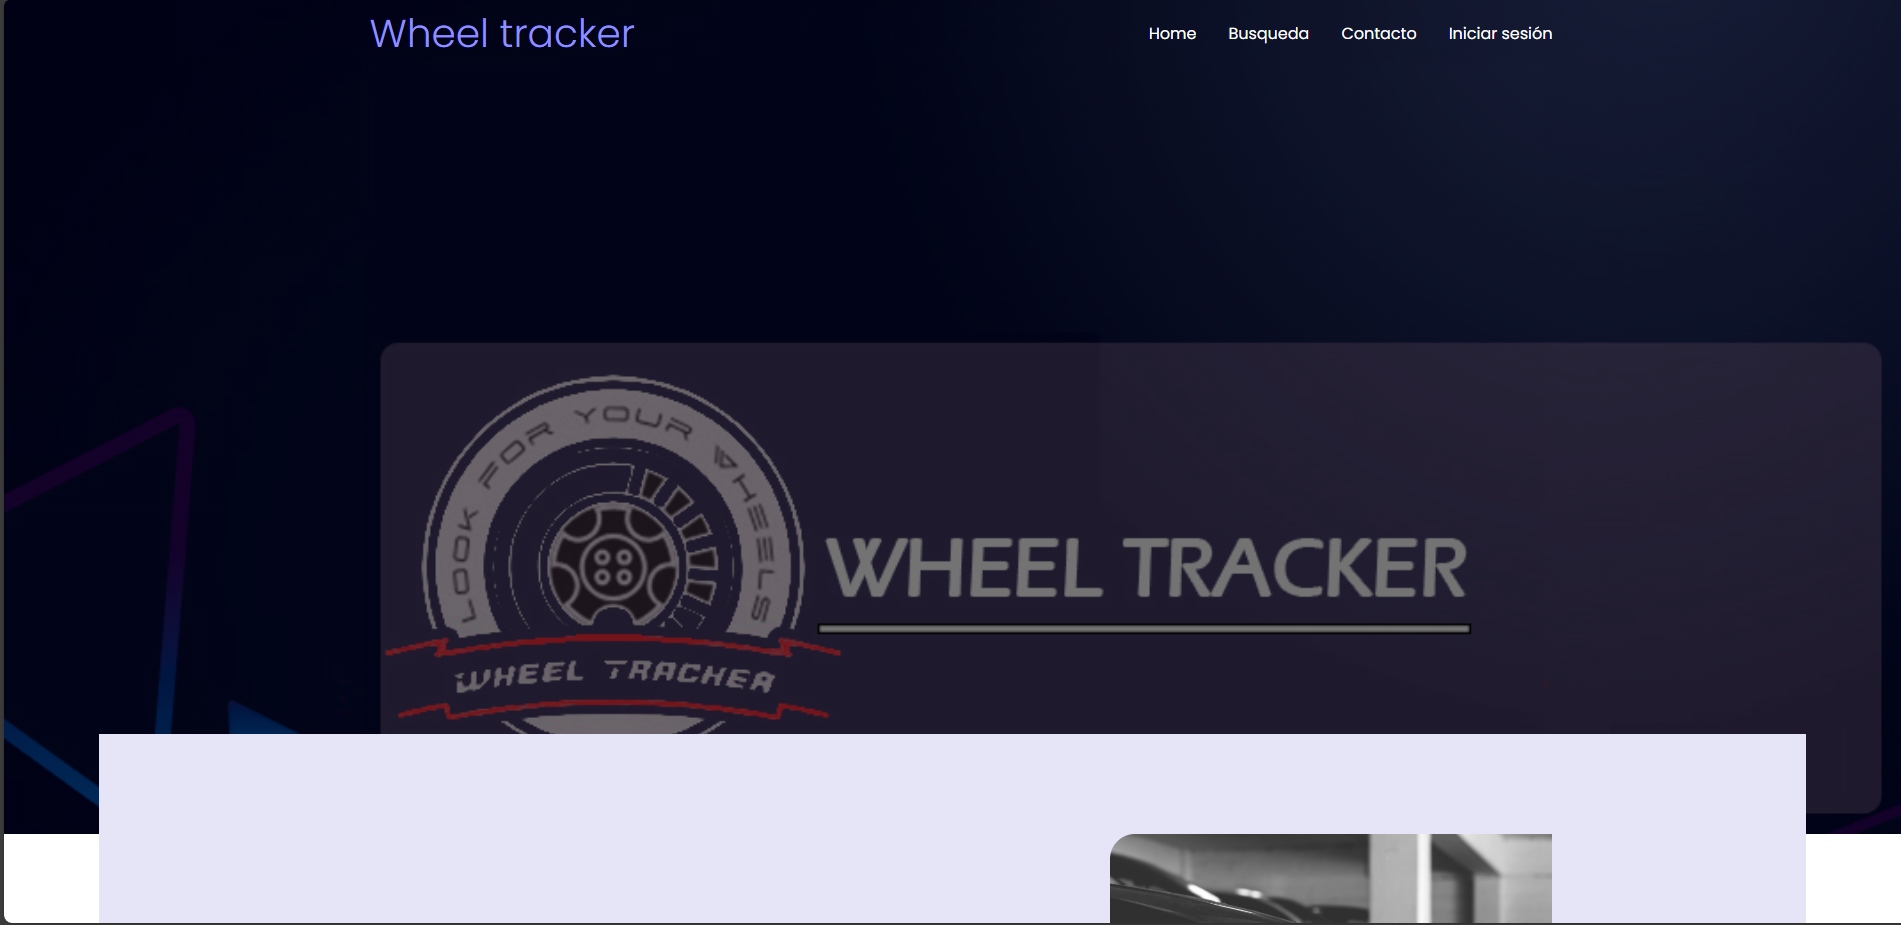 Wheel tracker
Home Busqueda Contacto Iniciar sesión
LOOK FOR YOUR WHEELS
WHEEL TRACKER
WHEEL TRACKER